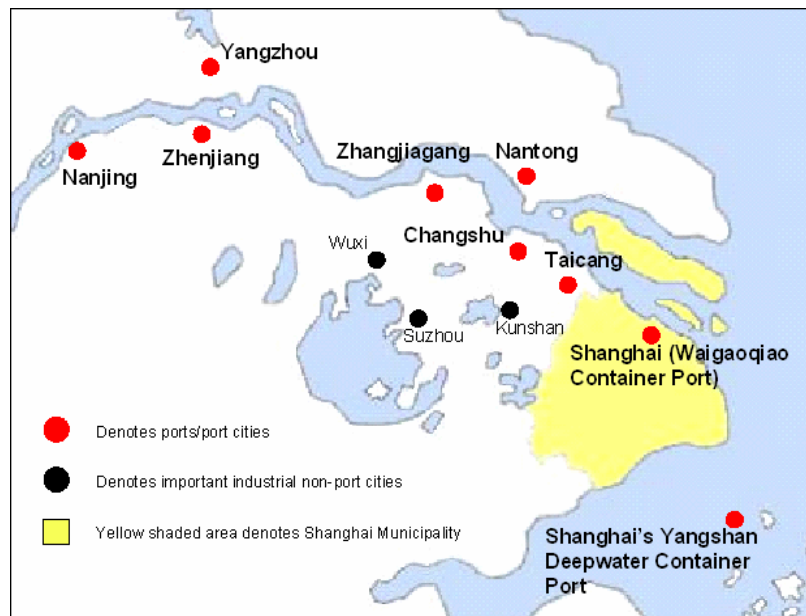 Yangzhou
Zhenjiang
Nanjing
Zhangjiagang
Nantong
Wuxi
Changshu
Taicang
Suzhou
Kunshan
Shanghai (Waigaoqiao
Container Port)
Denotes ports/port cities
Denotes important industrial non-port cities
Yellow shaded area denotes Shanghai Municipality
Shanghai's Yangshan
Deepwater Container
Port